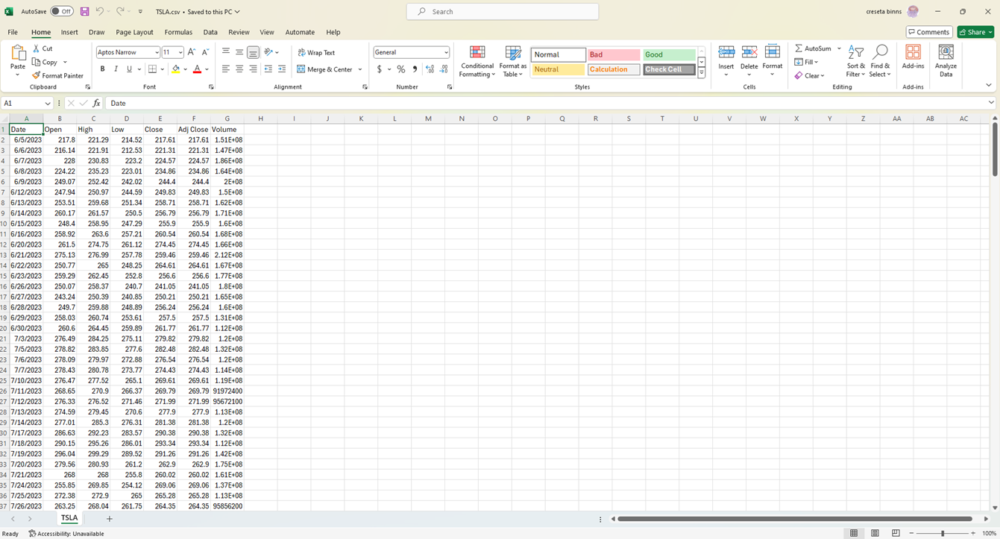 AutoSave Off TSLA.csv • Saved to this PC Search creseta binns
File Home Insert Draw Page Layout Formulas Data Review View Automate Help Comments Share
Paste Cut Copy Format Painter Clipboard
Aptos Narrow 11 A A B I U A Font
Wrap Text Merge & Center Alignment
General $ % 9 Number
Conditional Formatting Format as Table Normal Bad Good Neutral Calculation Check Cell Styles
Insert Delete Format Cells
AutoSum Fill Clear Sort & Filter Find & Select Editing
Add-ins Add-ins
Analyze Data
A1 fx Date
A B C D E F G H I J K L M N O P Q R S T U V W X Y Z AA AB AC
1 Date Open High Low Close Adj Close Volume
2 6/5/2023 217.8 221.29 214.52 217.61 217.61 1.51E+08
3 6/6/2023 216.14 221.91 212.53 221.31 221.31 1.47E+08
4 6/7/2023 228 230.83 223.2 224.57 224.57 1.86E+08
5 6/8/2023 224.22 235.23 223.01 234.86 234.86 1.64E+08
6 6/9/2023 249.07 252.42 242.02 244.4 244.4 2E+08
7 6/12/2023 247.94 250.97 244.59 249.83 249.83 1.5E+08
8 6/13/2023 253.51 259.68 251.34 258.71 258.71 1.62E+08
9 6/14/2023 260.17 261.57 250.5 256.79 256.79 1.71E+08
10 6/15/2023 248.4 258.95 247.29 255.9 255.9 1.6E+08
11 6/16/2023 258.92 263.6 257.21 260.54 260.54 1.68E+08
12 6/20/2023 261.5 274.75 261.12 274.45 274.45 1.66E+08
13 6/21/2023 275.13 276.99 257.78 259.46 259.46 2.12E+08
14 6/22/2023 250.77 265 248.25 264.61 264.61 1.67E+08
15 6/23/2023 259.29 262.45 252.8 256.6 256.6 1.77E+08
16 6/26/2023 250.07 258.37 240.7 241.05 241.05 1.8E+08
17 6/27/2023 243.24 250.39 240.85 250.21 250.21 1.65E+08
18 6/28/2023 249.7 259.88 248.89 256.24 256.24 1.6E+08
19 6/29/2023 258.03 260.74 253.61 257.5 257.5 1.31E+08
20 6/30/2023 260.6 264.45 259.89 261.77 261.77 1.12E+08
21 7/3/2023 276.49 284.25 275.11 279.82 279.82 1.2E+08
22 7/5/2023 278.82 283.85 277.6 282.48 282.48 1.32E+08
23 7/6/2023 278.09 279.97 272.88 276.54 276.54 1.2E+08
24 7/7/2023 278.43 280.78 273.77 274.43 274.43 1.14E+08
25 7/10/2023 276.47 277.52 265.1 269.61 269.61 1.19E+08
26 7/11/2023 268.65 270.9 266.37 269.79 269.79 91972400
27 7/12/2023 276.33 276.52 271.46 271.99 271.99 95672100
28 7/13/2023 274.59 279.45 270.6 277.9 277.9 1.13E+08
29 7/14/2023 277.01 285.3 276.31 281.38 281.38 1.2E+08
30 7/17/2023 286.63 292.23 283.57 290.38 290.38 1.32E+08
31 7/18/2023 290.15 295.26 286.01 293.34 293.34 1.12E+08
32 7/19/2023 296.04 299.29 289.52 291.26 291.26 1.42E+08
33 7/20/2023 279.56 280.93 261.2 262.9 262.9 1.75E+08
34 7/21/2023 268 268 255.8 260.02 260.02 1.61E+08
35 7/24/2023 255.85 269.85 254.12 269.06 269.06 1.37E+08
36 7/25/2023 272.38 272.9 265 265.28 265.28 1.13E+08
37 7/26/2023 263.25 268.04 261.75 264.35 264.35 95856200
TSLA
Ready Accessibility: Unavailable 100%